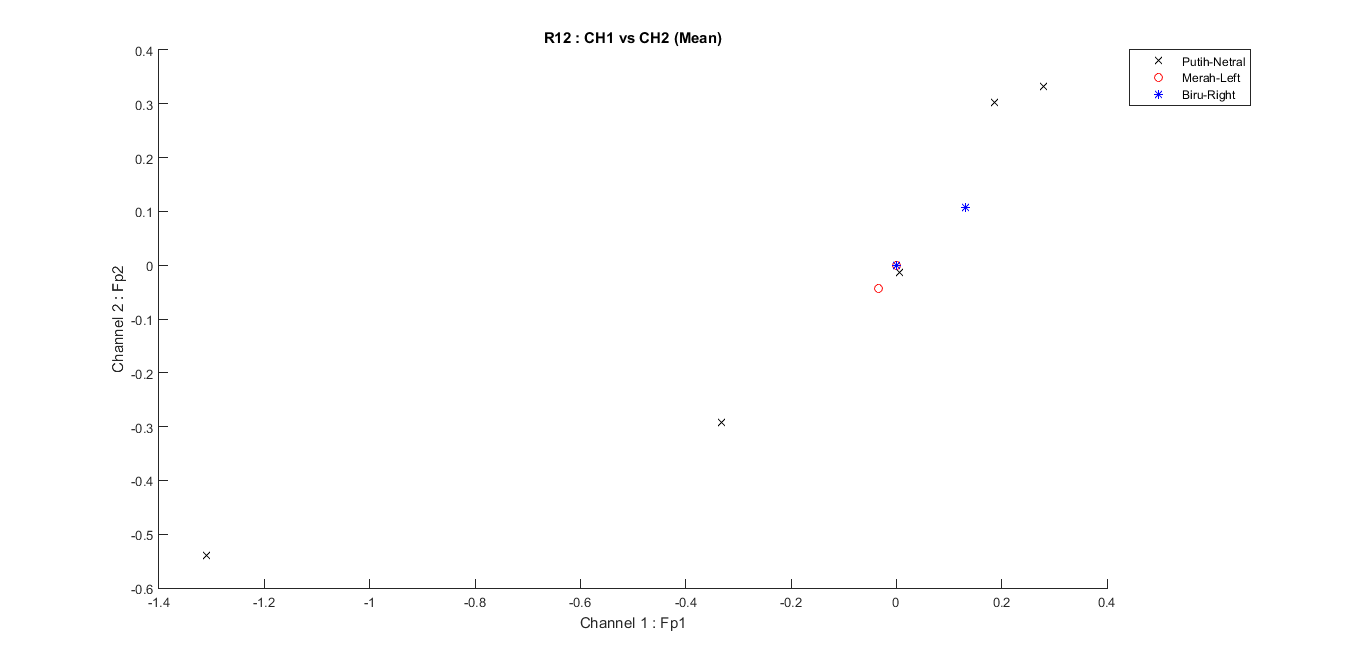 R12 : CH1 vs CH2 (Mean)
Putih-Netral
Merah-Left
Biru-Right
0.4
0.3
0.2
0.1
0
-0.1
-0.2
-0.3
-0.4
-0.5
-0.6
Channel 2 : Fp2
-1.4 -1.2 -1 -0.8 -0.6 -0.4 -0.2 0 0.2 0.4
Channel 1 : Fp1